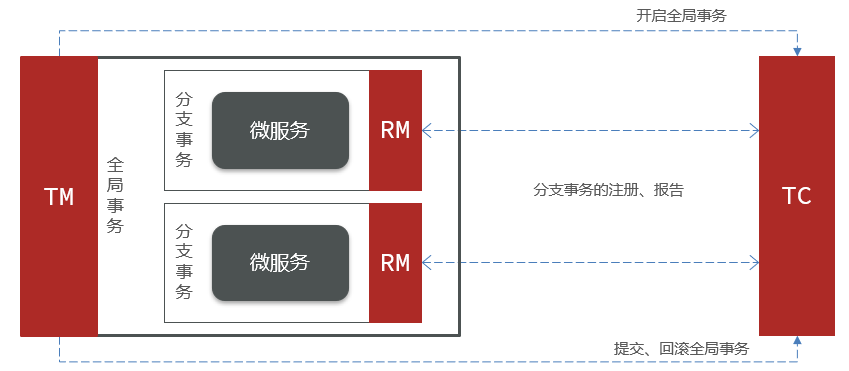 开启全局事务
TM
全局事务
分支事务
微服务
RM
分支事务的注册、报告
TC
分支事务
微服务
RM
提交、回滚全局事务